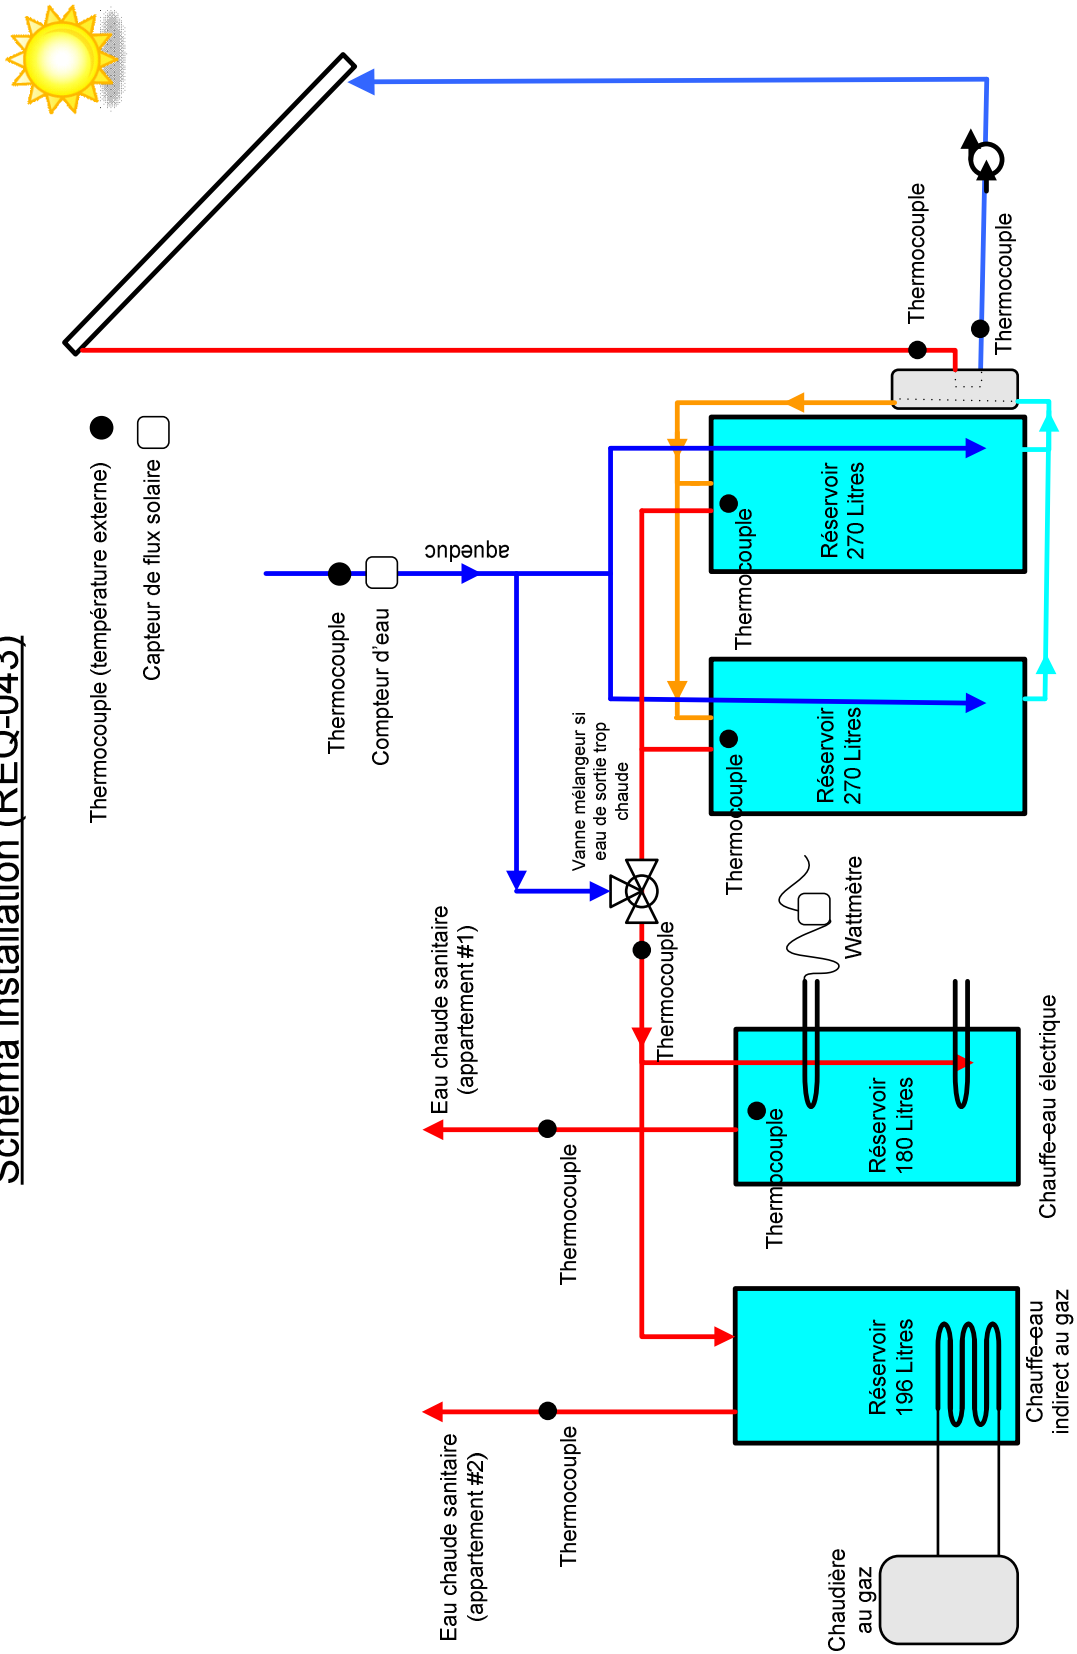 Schéma Installation (REQ-043)
Thermocouple (température externe)
Capteur de flux solaire
Thermocouple
Compteur d'eau
aqueduc
Thermocouple
Thermocouple
Vanne mélangeur si
eau de sortie trop
chaude
Réservoir
270 Litres
Thermocouple
Réservoir
270 Litres
Thermocouple
Thermocouple
Wattmètre
Eau chaude sanitaire
(appartement #1)
Thermocouple
Thermocouple
Réservoir
180 Litres
Chauffe-eau électrique
Eau chaude sanitaire
(appartement #2)
Thermocouple
Réservoir
196 Litres
Chauffe-eau
indirect au gaz
Chaudière
au gaz